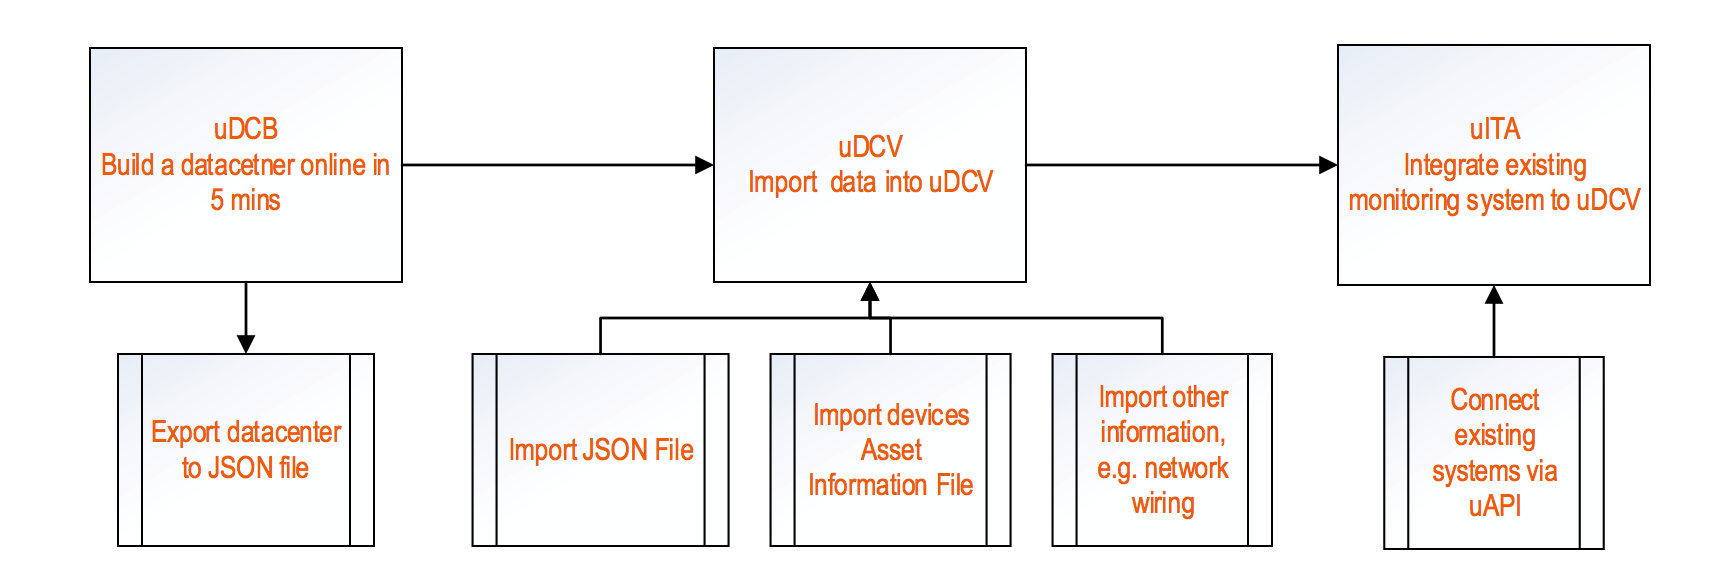 uDCB
Build a datacetner online in
5 mins
uDCV
Import data into uDCV
uITA
Integrate existing
monitoring system to uDCV
Export datacenter
to JSON file
Import JSON File
Import devices
Asset
Information File
Import other
information,
e.g. network
wiring
Connect
existing
systems via
uAPI